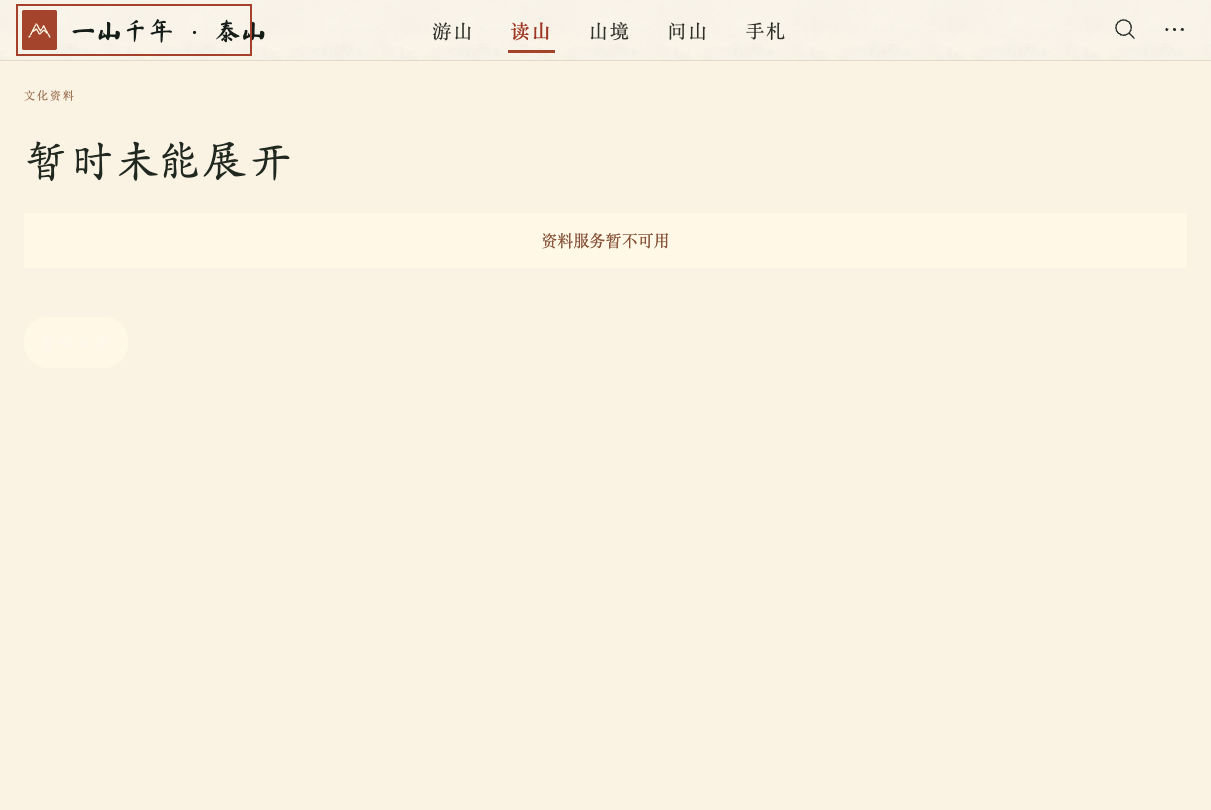 一山千年 · 泰山
游山 读山 山境 问山 手札
文化资料
暂时未能展开
资料服务暂不可用